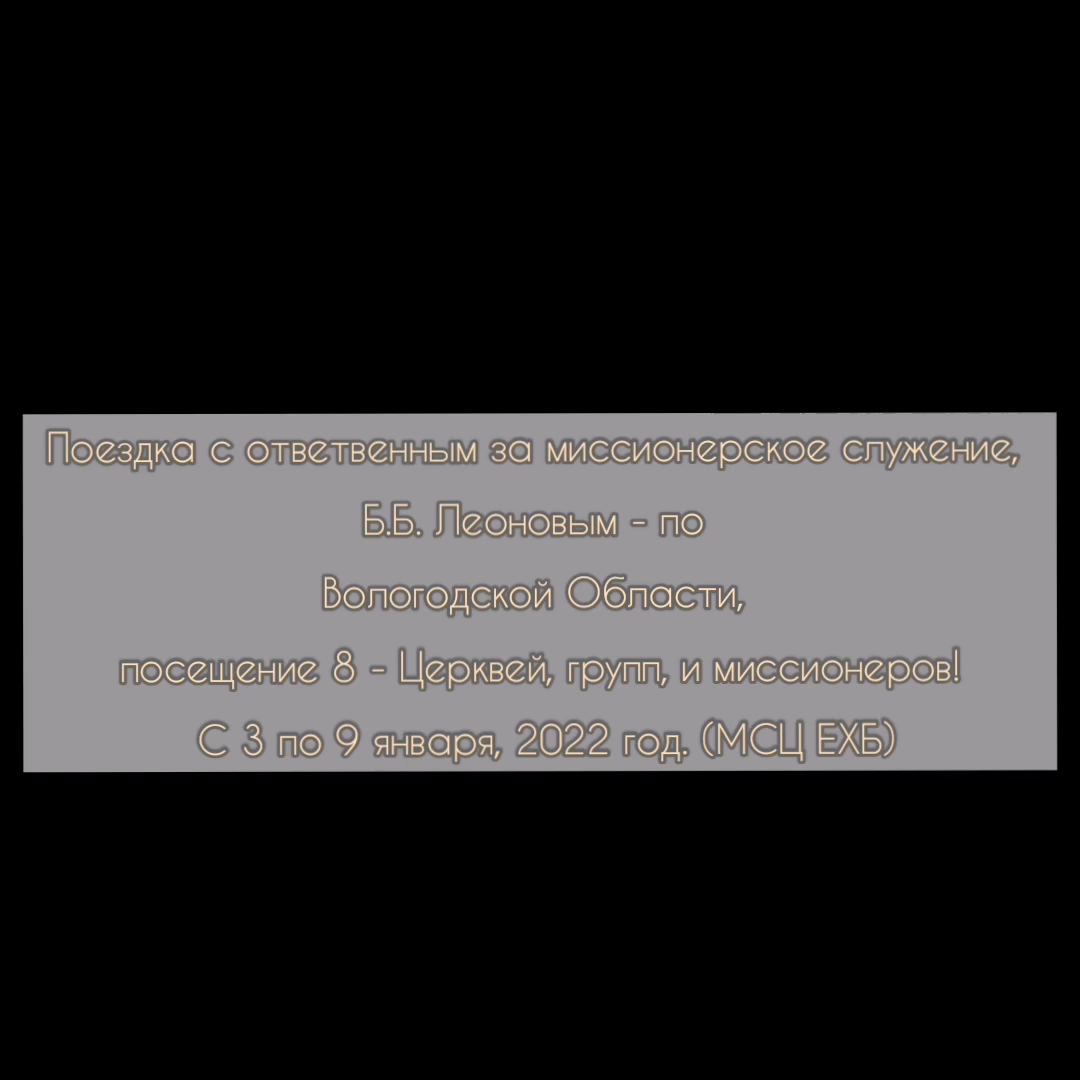 Поездка с ответвенным за миссионерское служение,
Б.Б. Леоновым - по
Вологодской Области,
посещение 8 - Церквей, групп, и миссионеров!
С 3 по 9 января, 2022 год. (МСЦ ЕХБ)